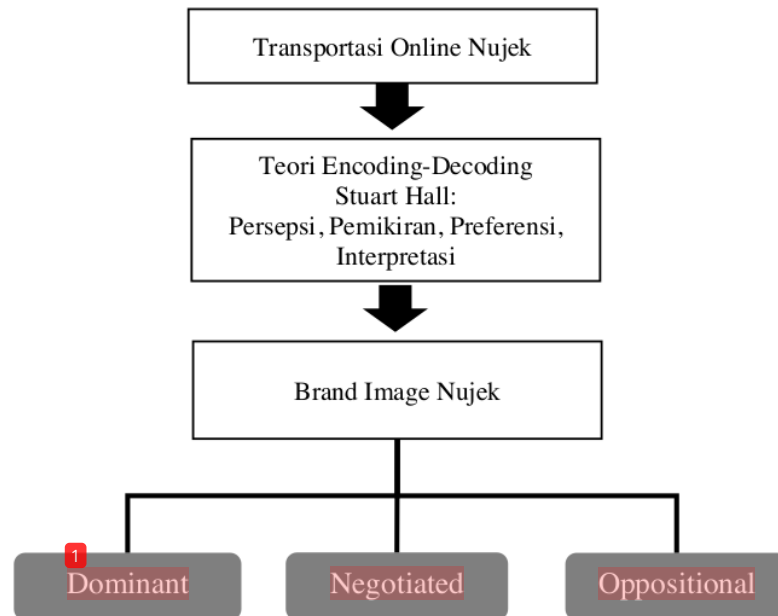 Transportasi Online Nujek
Teori Encoding-Decoding
Stuart Hall:
Persepsi, Pemikiran, Preferensi,
Interpretasi
Brand Image Nujek
1
Dominant
Negotiated
Oppositional